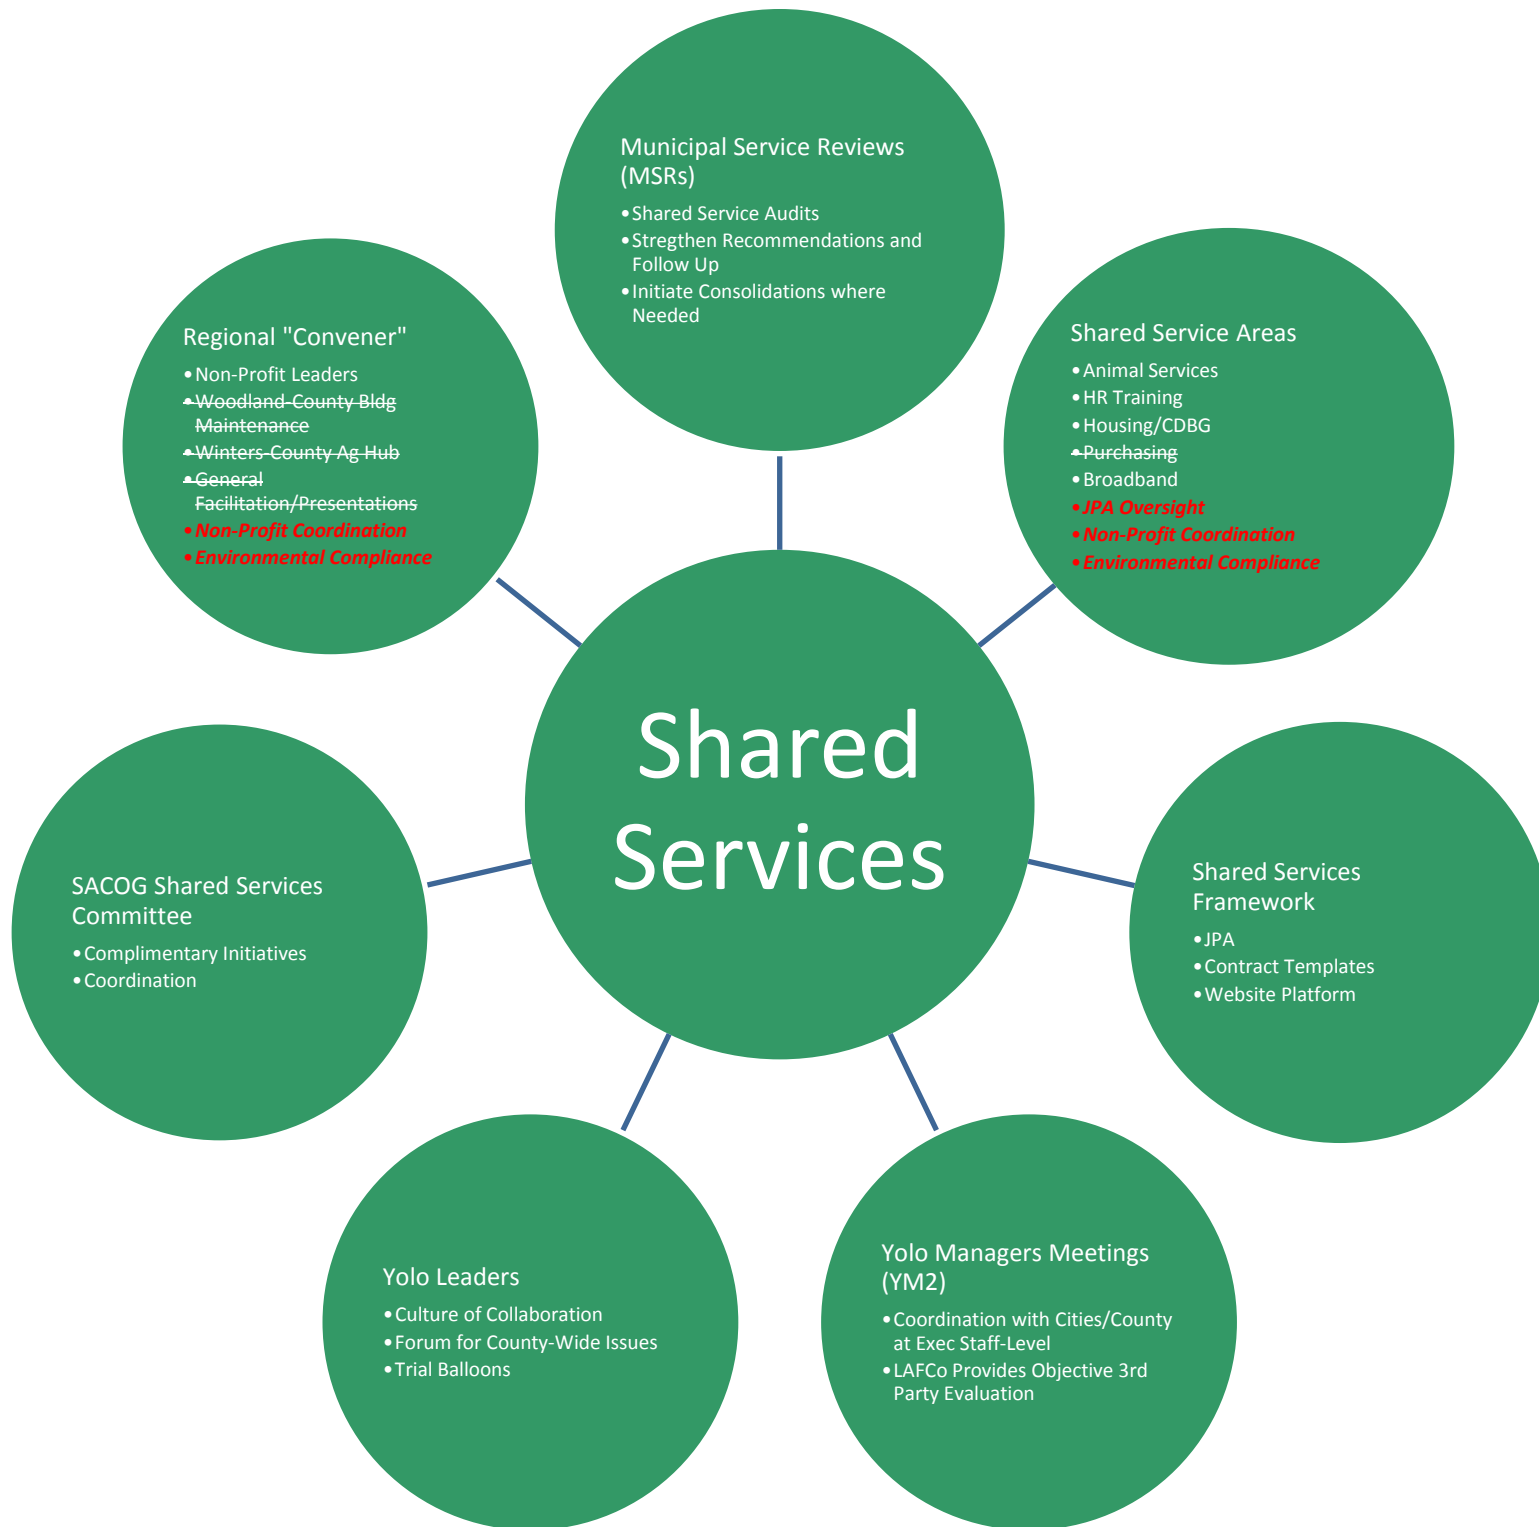 Municipal Service Reviews
(MSRs)
•Shared Service Audits
•Stregthen Recommendations and
Follow Up
•Initiate Consolidations where
Needed
Shared Service Areas
•Animal Services
•HR Training
•Housing/CDBG
•Purchasing
•Broadband
•JPA Oversight
•Non-Profit Coordination
•Environmental Compliance
Shared Services
Framework
•JPA
•Contract Templates
•Website Platform
Yolo Managers Meetings
(YM2)
•Coordination with Cities/County
at Exec Staff-Level
•LAFCo Provides Objective 3rd
Party Evaluation
Yolo Leaders
•Culture of Collaboration
•Forum for County-Wide Issues
•Trial Balloons
SACOG Shared Services
Committee
•Complimentary Initiatives
•Coordination
Regional "Convener"
•Non-Profit Leaders
•Woodland-County Bldg
Maintenance
•Winters-County Ag Hub
•General
Facilitation/Presentations
•Non-Profit Coordination
•Environmental Compliance
Shared
Services